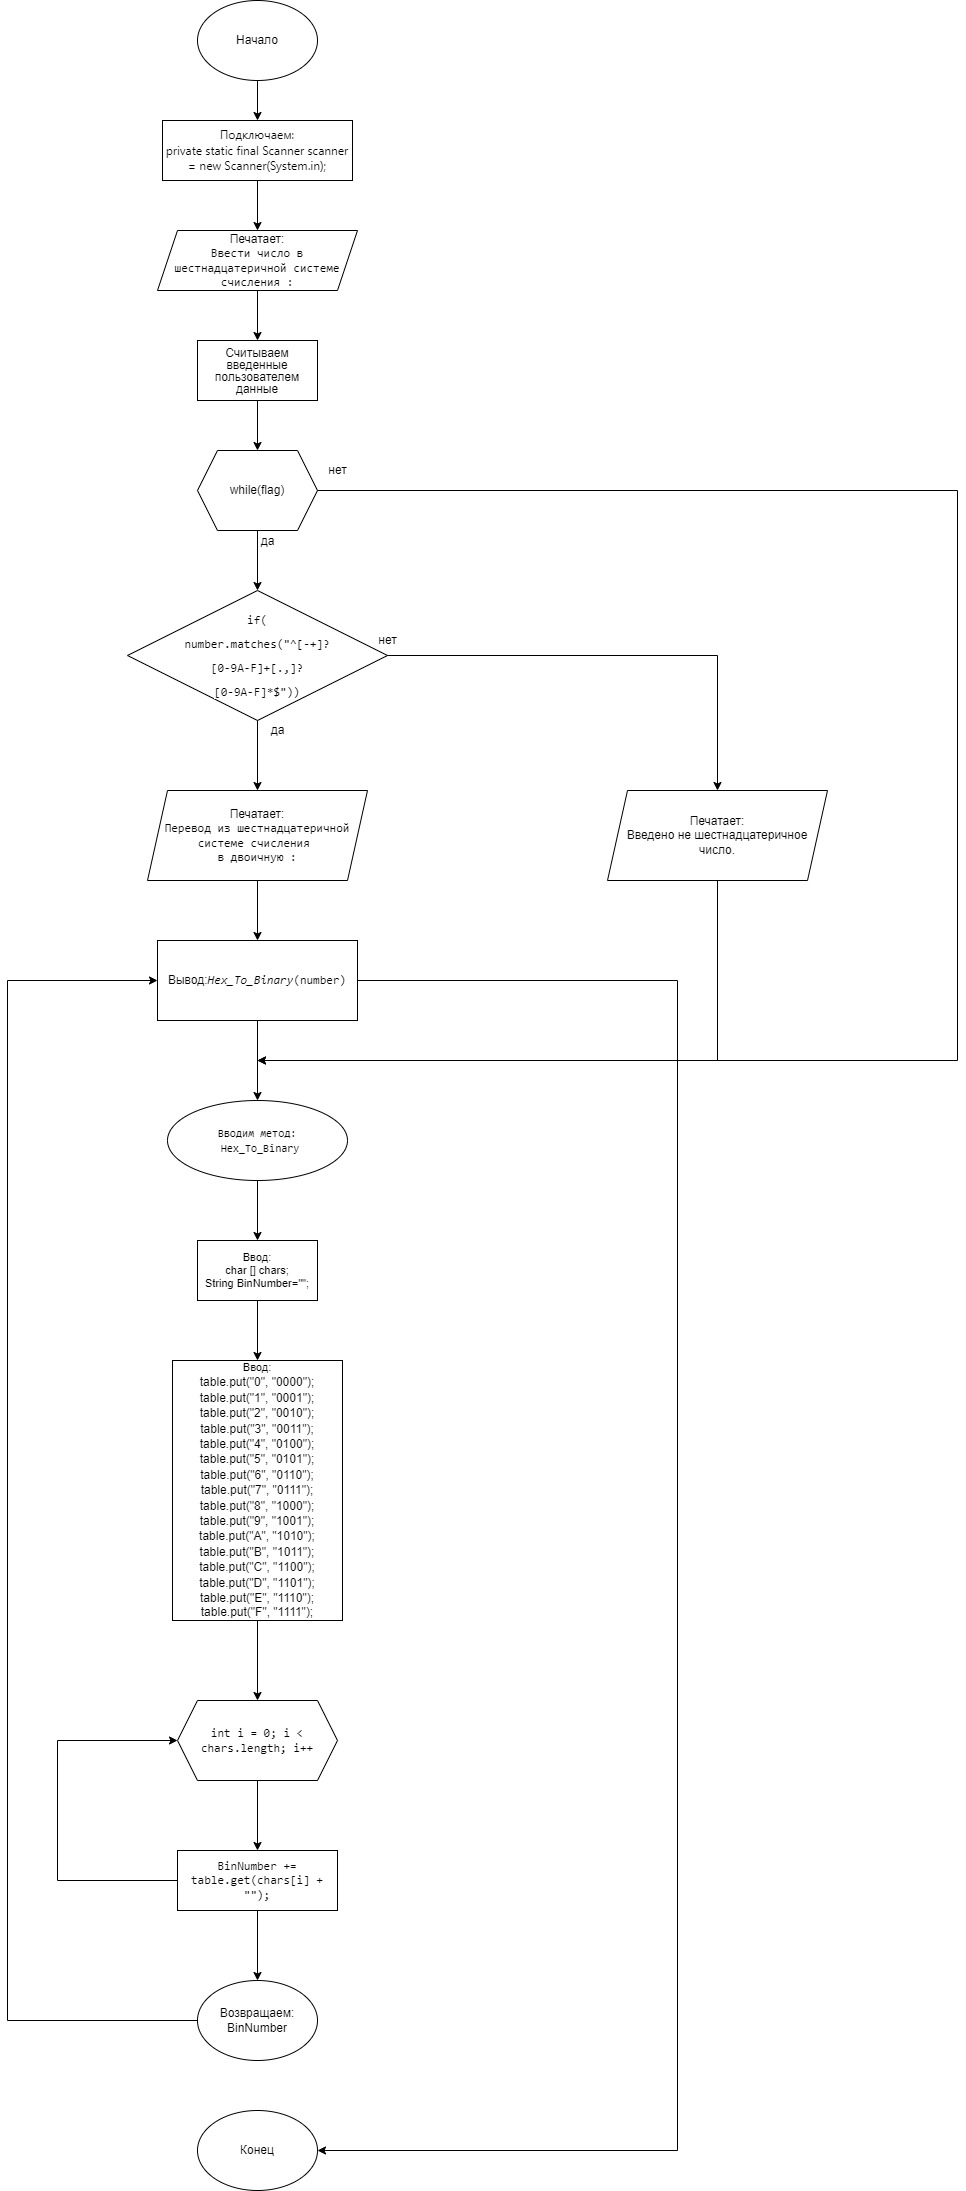 Начало
Подключаем:
private static final Scanner scanner
= new Scanner(System.in);
Печатает:
Ввести число в
шестнадцатеричной системе
счисления :
Считываем
введенные
пользователем
данные
нет
while(flag)
да
if(
нет
number.matches("^[-+]?
[0-9A-F]+[.,]?
[0-9A-F]*$"))
да
Печатает:
Перевод из шестнадцатеричной
системе счисления
в двоичную :
Печатает:
Введено не шестнадцатеричное
число.
Вывод:Hex_To_Binary(number)
Вводим метод:
Hex_To_Binary
Ввод:
char [] chars;
String BinNumber="";
Ввод:
table.put("0", "0000");
table.put("1", "0001");
table.put("2", "0010");
table.put("3", "0011");
table.put("4", "0100");
table.put("5", "0101");
table.put("6", "0110");
table.put("7", "0111");
table.put("8", "1000");
table.put("9", "1001");
table.put("A", "1010");
table.put("B", "1011");
table.put("C", "1100");
table.put("D", "1101");
table.put("E", "1110");
table.put("F", "1111");
int i = 0; i <
chars.length; i++
BinNumber +=
table.get(chars[i] +
"");
Возвращаем:
BinNumber
Конец